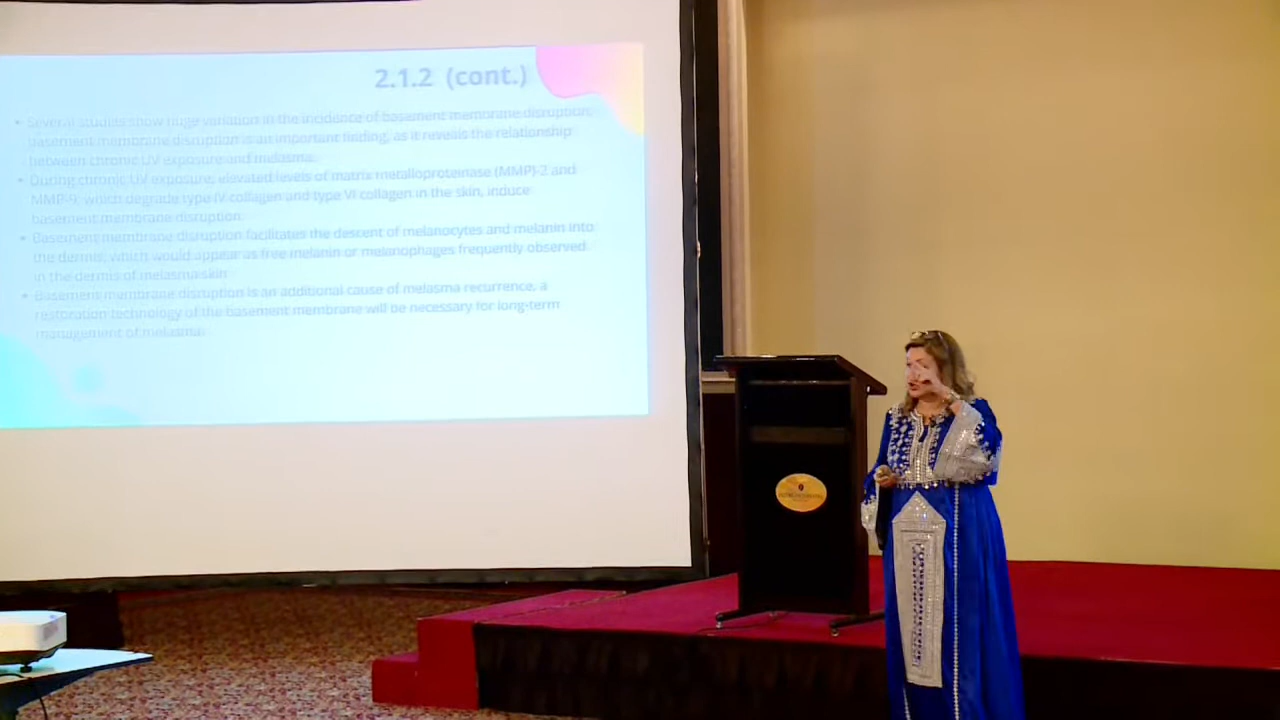 2.1.2 (cont.)
• Several studies show huge variation in the incidence of basement membrane disruption,
basement membrane disruption is an important finding, as it reveals the relationship
between chronic UV exposure and melasma.
• During chronic UV exposure, elevated levels of matrix metalloproteinase (MMP)-2 and
MMP-9, which degrade type IV collagen and type VI collagen in the skin, induce
basement membrane disruption.
• Basement membrane disruption facilitates the descent of melanocytes and melanin into
the dermis, which would appear as free melanin or melanophages frequently observed
in the dermis of melasma skin
• Basement membrane disruption is an additional cause of melasma recurrence, a
restoration technology of the basement membrane will be necessary for long-term
management of melasma.